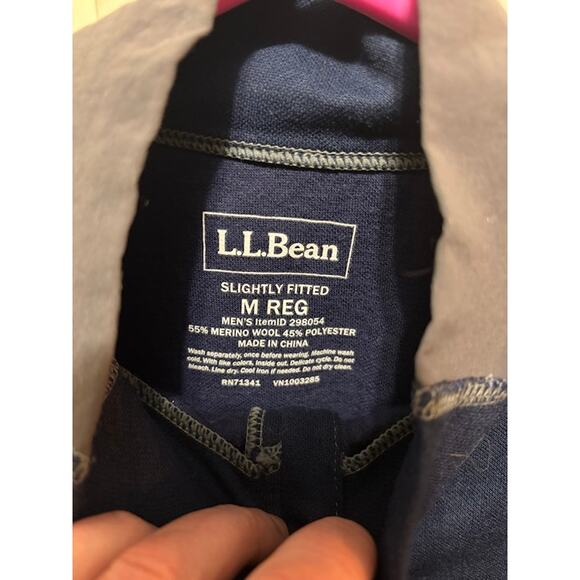 L.L.Bean
SLIGHTLY FITTED
M REG
MEN'S ItemID 298054
55% MERINO WOOL 45% POLYESTER
MADE IN CHINA
Wash separately, once before wearing. Machine wash
cold. With like colors, inside out. Delicate cycle. Do not
bleach. Line dry. Cool Iron if needed. Do not dry clean.
RN71341 VN1003285